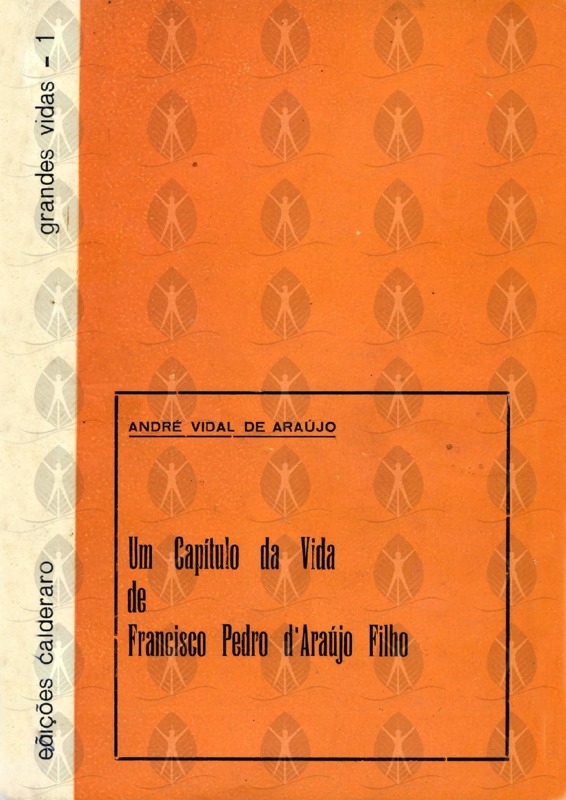 grandes vidas - 1
edições calderaro
ANDRÉ VIDAL DE ARAÚJO
Um Capítulo da Vida
de
Francisco Pedro d'Araújo Filho